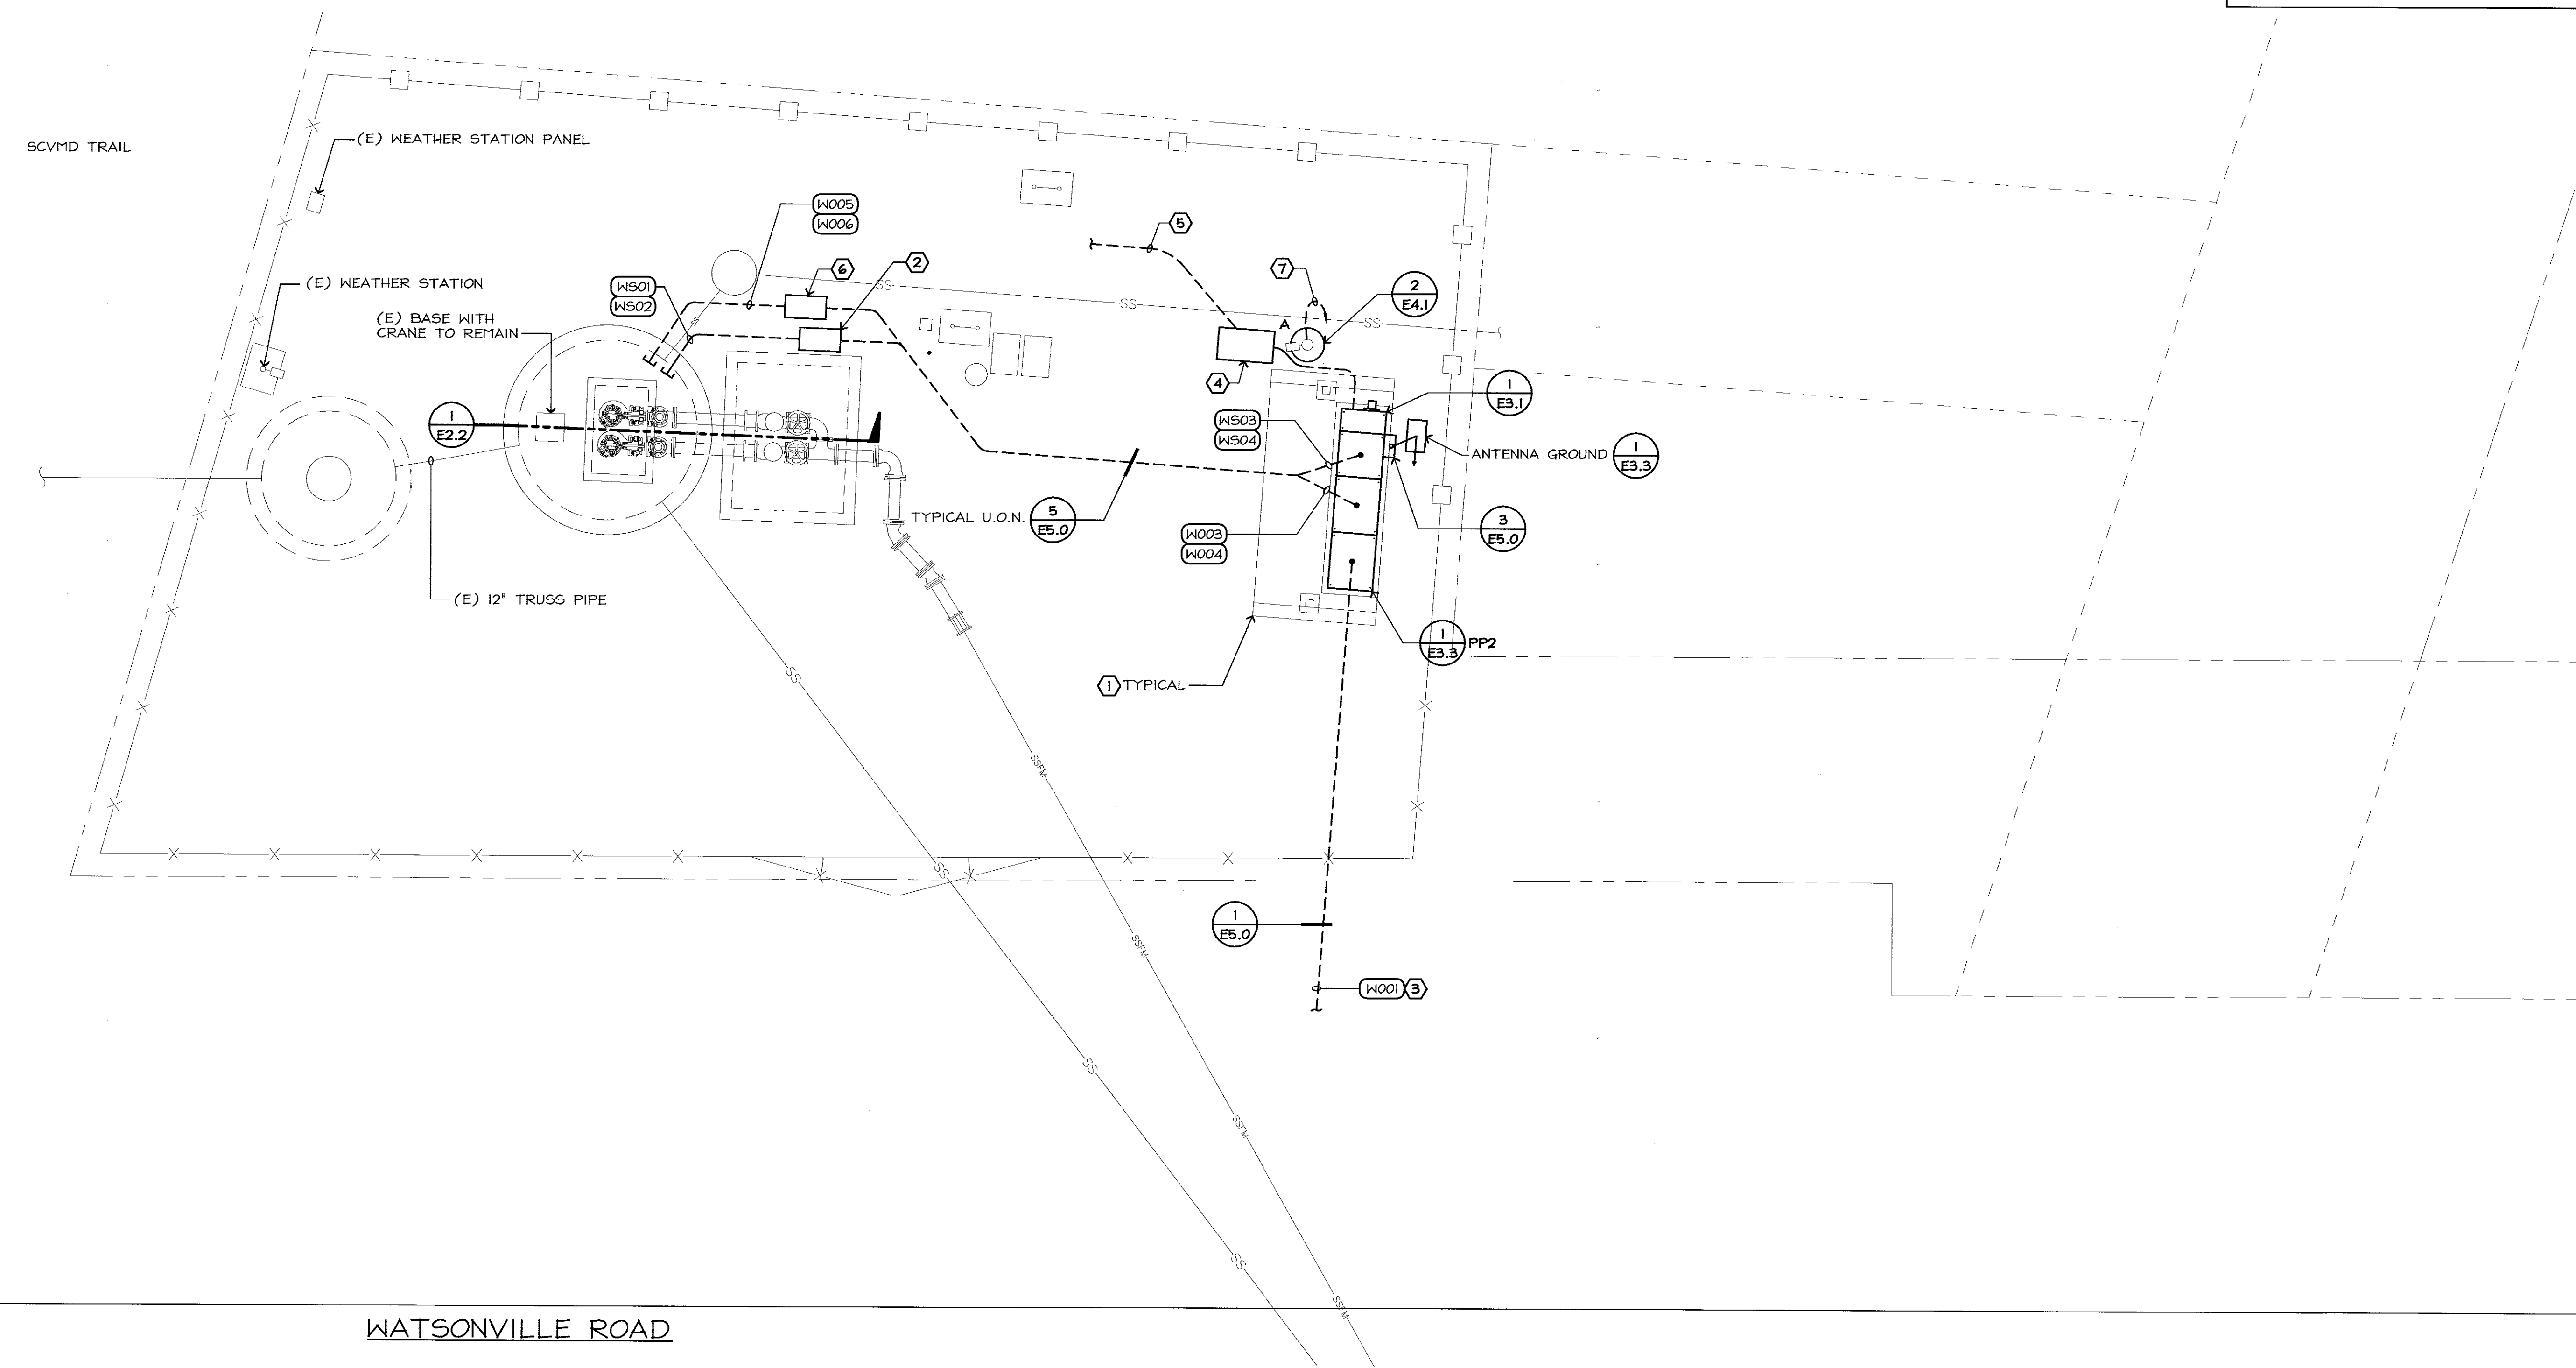 SCVMD TRAIL
(E) WEATHER STATION PANEL
W005
W006
5
6
2
7
2
E4.1
WS01
WS02
(E) WEATHER STATION
SS
SS
SS
SS
A
(E) BASE WITH
CRANE TO REMAIN
4
1
E3.1
1
E2.2
WS03
WS04
ANTENNA GROUND
1
E3.3
TYPICAL U.O.N.
5
E5.0
W003
W004
3
E5.0
(E) 12" TRUSS PIPE
1
E3.3
PP2
1
TYPICAL
SS
SSFM
SS
1
E5.0
SSFM
W001
3
SS
SSFM
SS
SSFM
WATSONVILLE ROAD